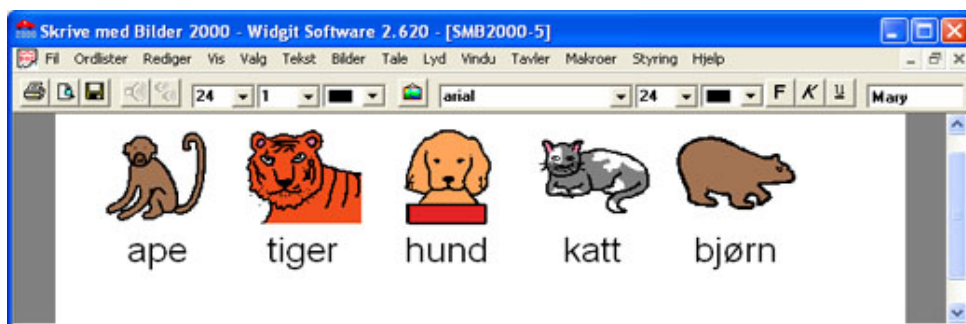 Skrive med Bilder 2000 - Widgit Software 2.620 - [SMB2000-5]
Fil Ordlister Rediger Vis Valg Tekst Bilder Tale Lyd Vindu Tavler Makroer Styring Hjelp
24 1 arial 24 F K U Mary
ape tiger hund katt bjørn